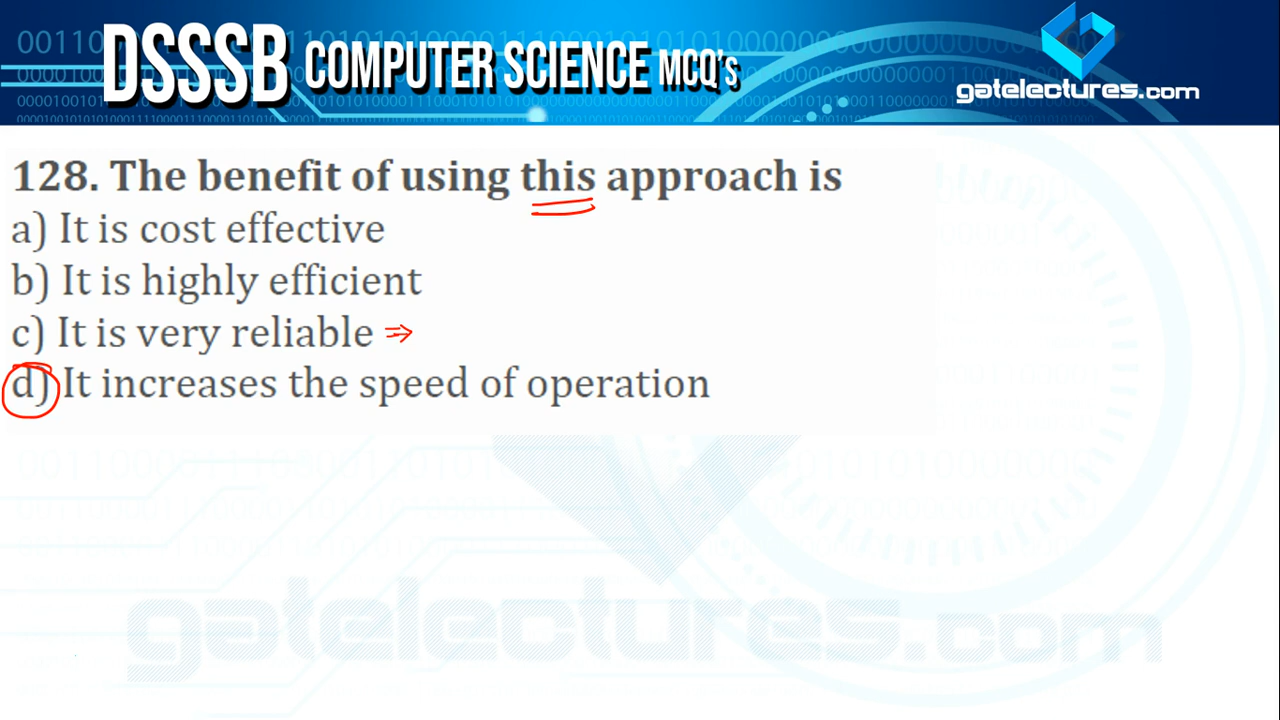 DSSSB COMPUTER SCIENCE MCQ's
gatelectures.com
128. The benefit of using this approach is
a) It is cost effective
b) It is highly efficient
c) It is very reliable
d) It increases the speed of operation
gatelectures.com